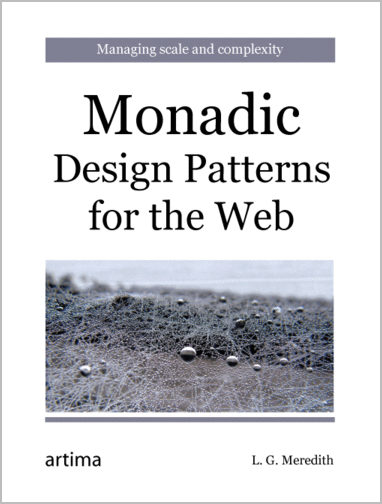 Managing scale and complexity
Monadic
Design Patterns
for the Web
artima
L. G. Meredith